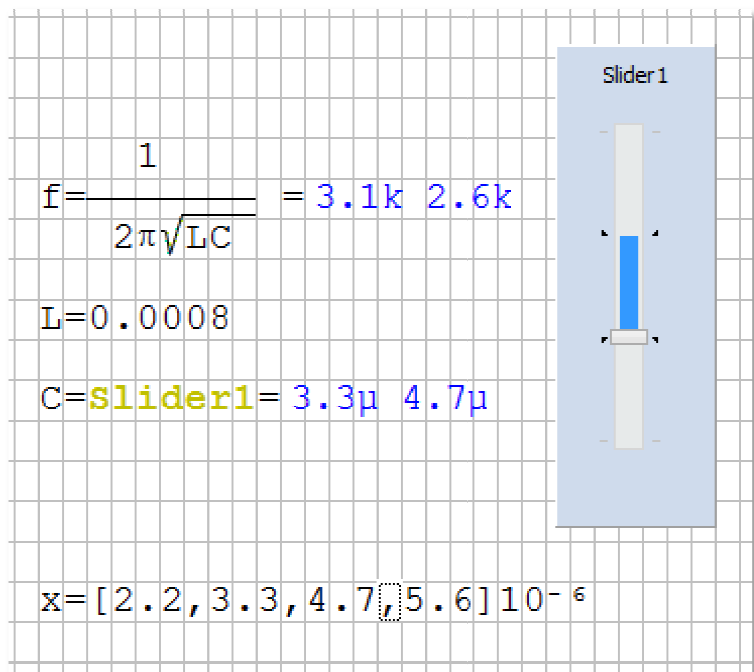 Slider1
f=1/2π√LC = 3.1k 2.6k
L=0.0008
C=Slider1= 3.3μ 4.7μ
x=[2.2,3.3,4.7,5.6]10⁻⁶